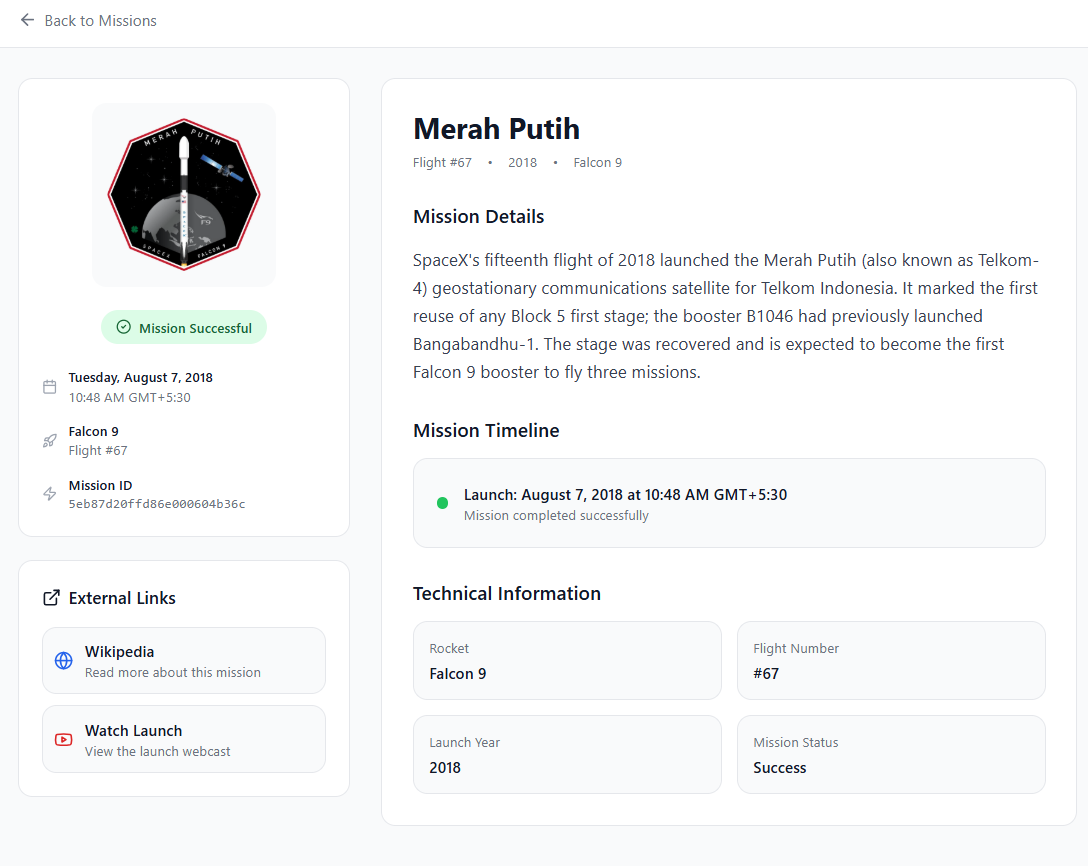 Back to Missions
MERAH PUTIH
F9
SPACEX FALCON 9
Mission Successful
Tuesday, August 7, 2018
10:48 AM GMT+5:30
Falcon 9
Flight #67
Mission ID
5eb87d20ffd86e000604b36c
External Links
Wikipedia
Read more about this mission
Watch Launch
View the launch webcast
Merah Putih
Flight #67 • 2018 • Falcon 9
Mission Details
SpaceX's fifteenth flight of 2018 launched the Merah Putih (also known as Telkom-
4) geostationary communications satellite for Telkom Indonesia. It marked the first
reuse of any Block 5 first stage; the booster B1046 had previously launched
Bangabandhu-1. The stage was recovered and is expected to become the first
Falcon 9 booster to fly three missions.
Mission Timeline
Launch: August 7, 2018 at 10:48 AM GMT+5:30
Mission completed successfully
Technical Information
Rocket
Falcon 9
Flight Number
#67
Launch Year
2018
Mission Status
Success